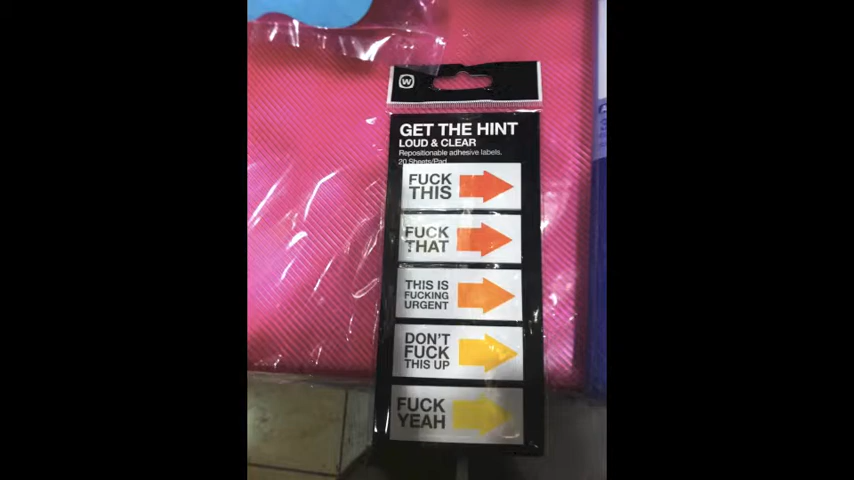 W
GET THE HINT
LOUD & CLEAR
Repositionable adhesive labels.
20 Sheets/Pad
FUCK
THIS
FUCK
THAT
THIS IS
FUCKING
URGENT
DON'T
FUCK
THIS UP
FUCK
YEAH